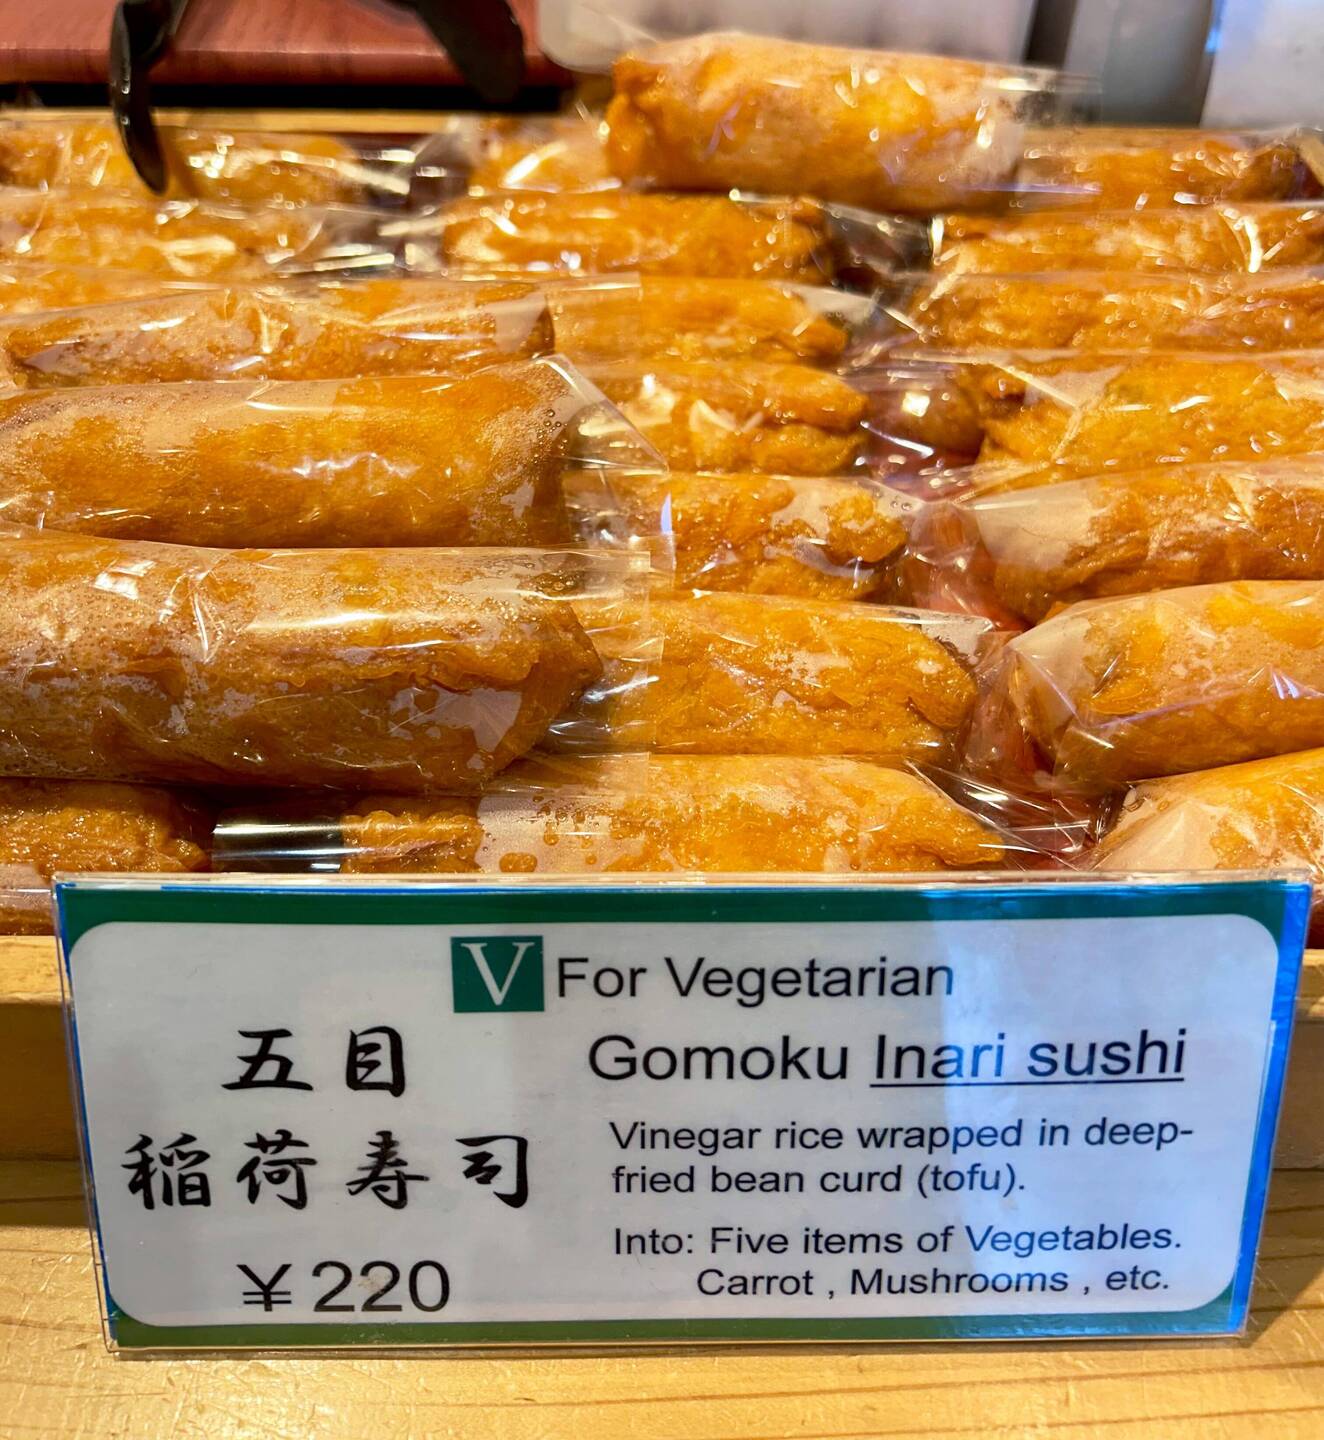 V For Vegetarian
五目
稲荷寿司
¥220
Gomoku Inari sushi
Vinegar rice wrapped in deep-
fried bean curd (tofu).
Into: Five items of Vegetables.
Carrot , Mushrooms , etc.